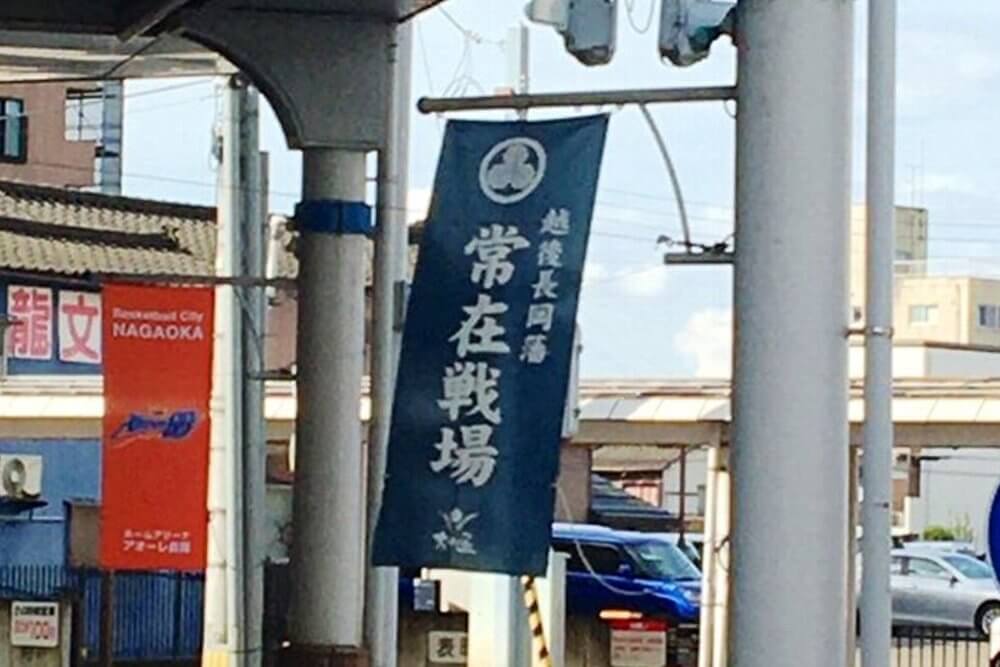 越後長岡藩
常在戦場
Basketball City
NAGAOKA
ホームアリーナ
アオーレ長岡
龍文